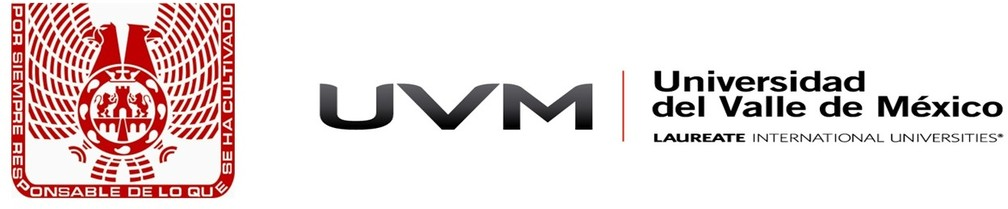 POR SIEMPRE RESPONSABLE DE LO QUE SE HA CULTIVADO
UVM
Universidad
del Valle de México
LAUREATE INTERNATIONAL UNIVERSITIES®